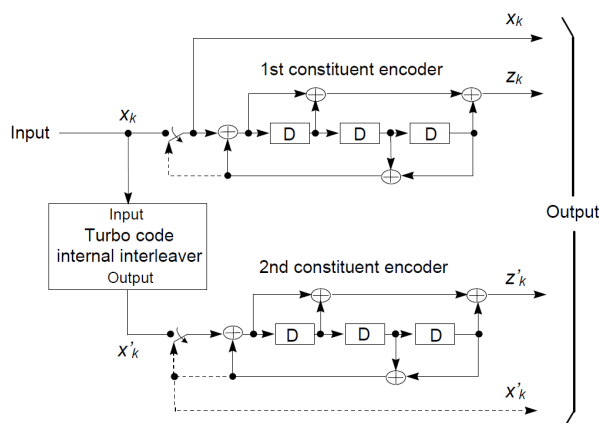 x_k
1st constituent encoder
z_k
x_k
Input
D D D
Input
Turbo code
internal interleaver
Output
Output
2nd constituent encoder
z'_k
D D D
x'_k
x'_k